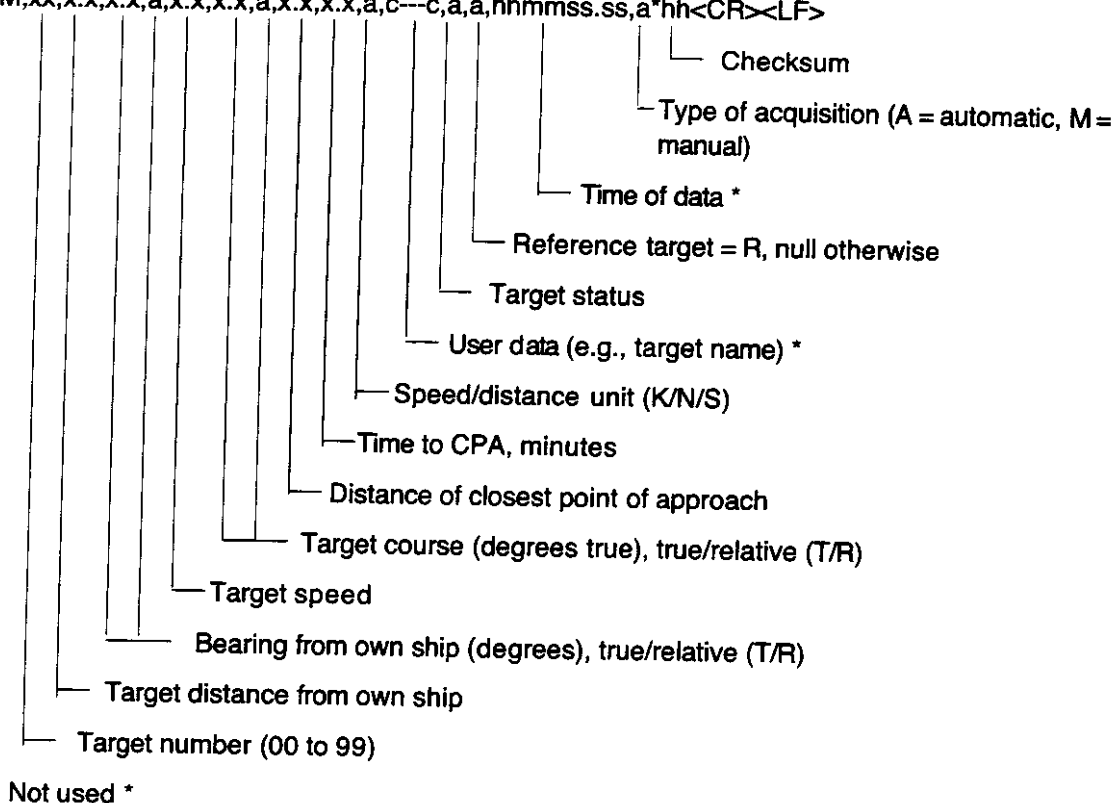 M,xx,x.x,x.x,a,x.x,x.x,a,x.x,x.x,a,c---c,a,a,hhmmss.ss,a*hh<CR><LF>
Checksum
Type of acquisition (A = automatic, M =
manual)
Time of data *
Reference target = R, null otherwise
Target status
User data (e.g., target name) *
Speed/distance unit (K/N/S)
Time to CPA, minutes
Distance of closest point of approach
Target course (degrees true), true/relative (T/R)
Target speed
Bearing from own ship (degrees), true/relative (T/R)
Target distance from own ship
Target number (00 to 99)
Not used *